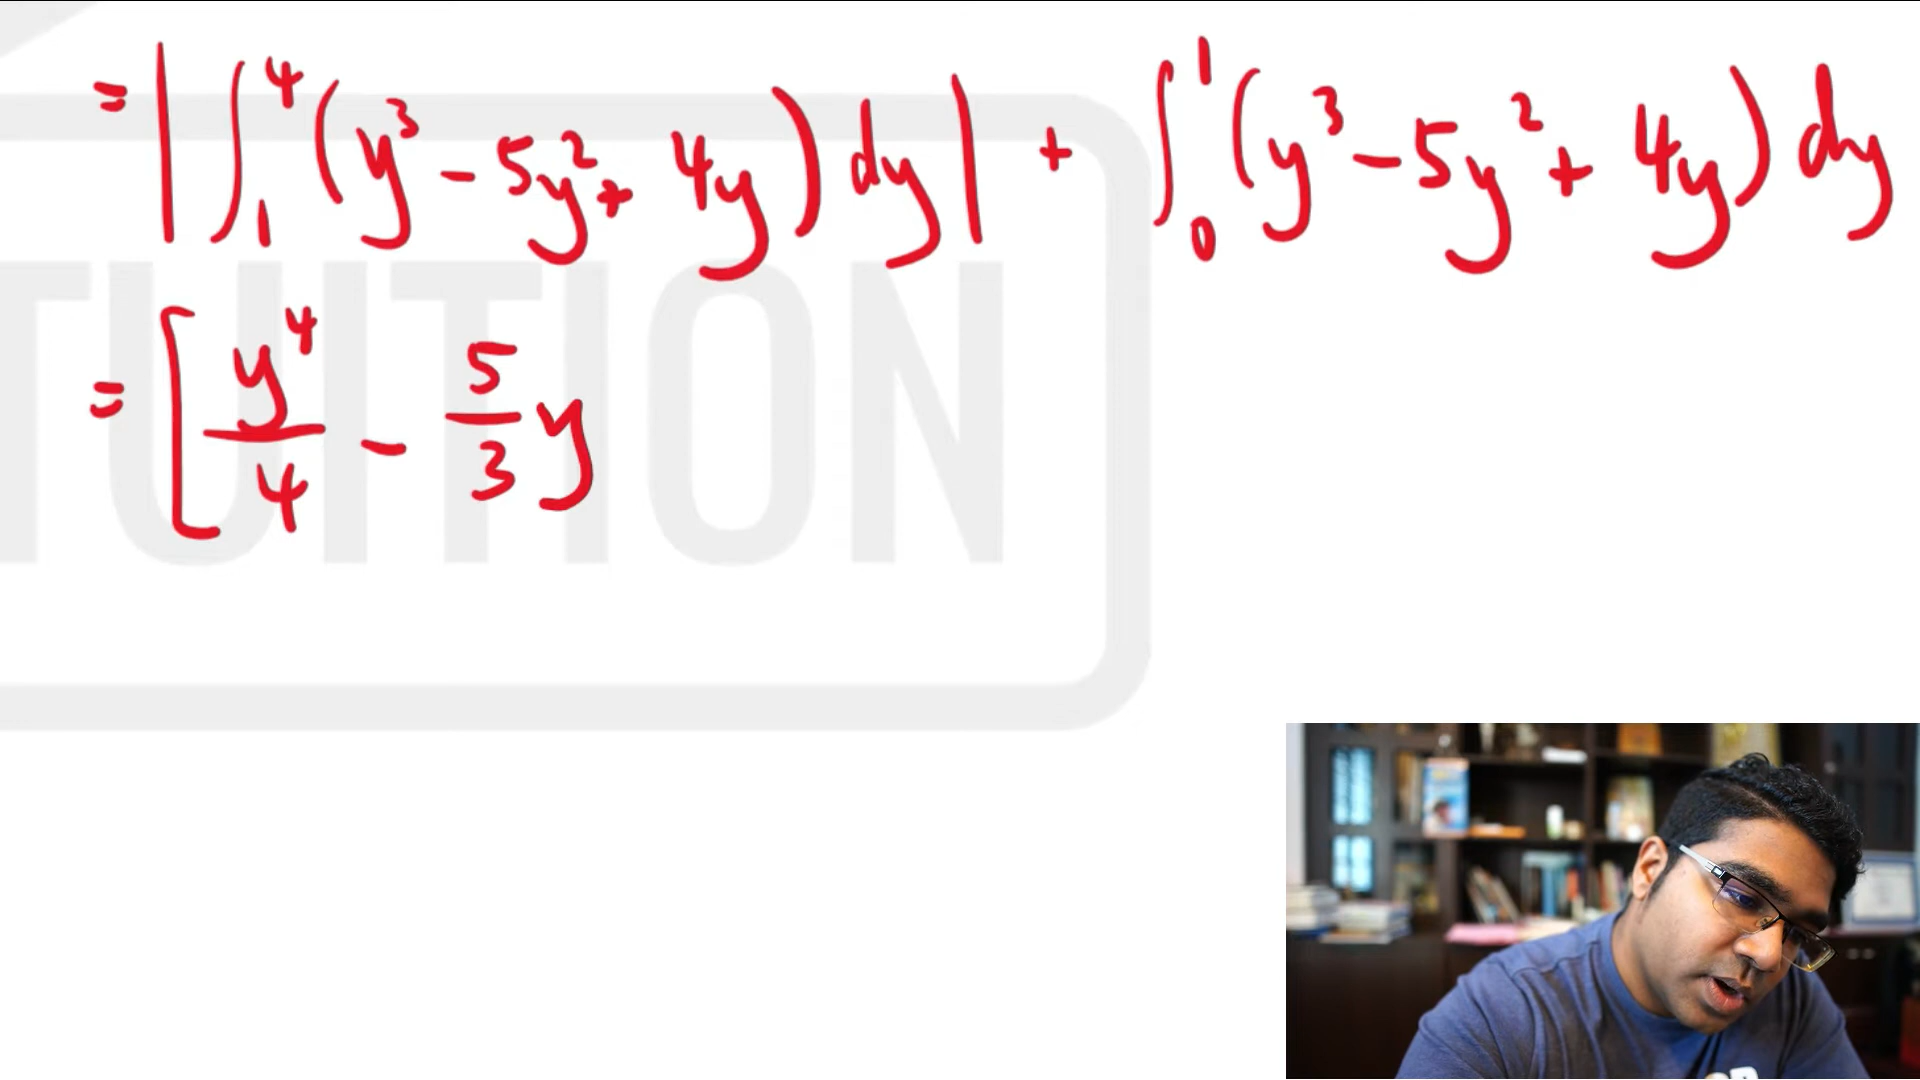 = | ∫₁⁴ (y³ - 5y² + 4y) dy | + ∫₀¹ (y³ - 5y² + 4y) dy
= [ y⁴/4 - 5/3 y
TUITION